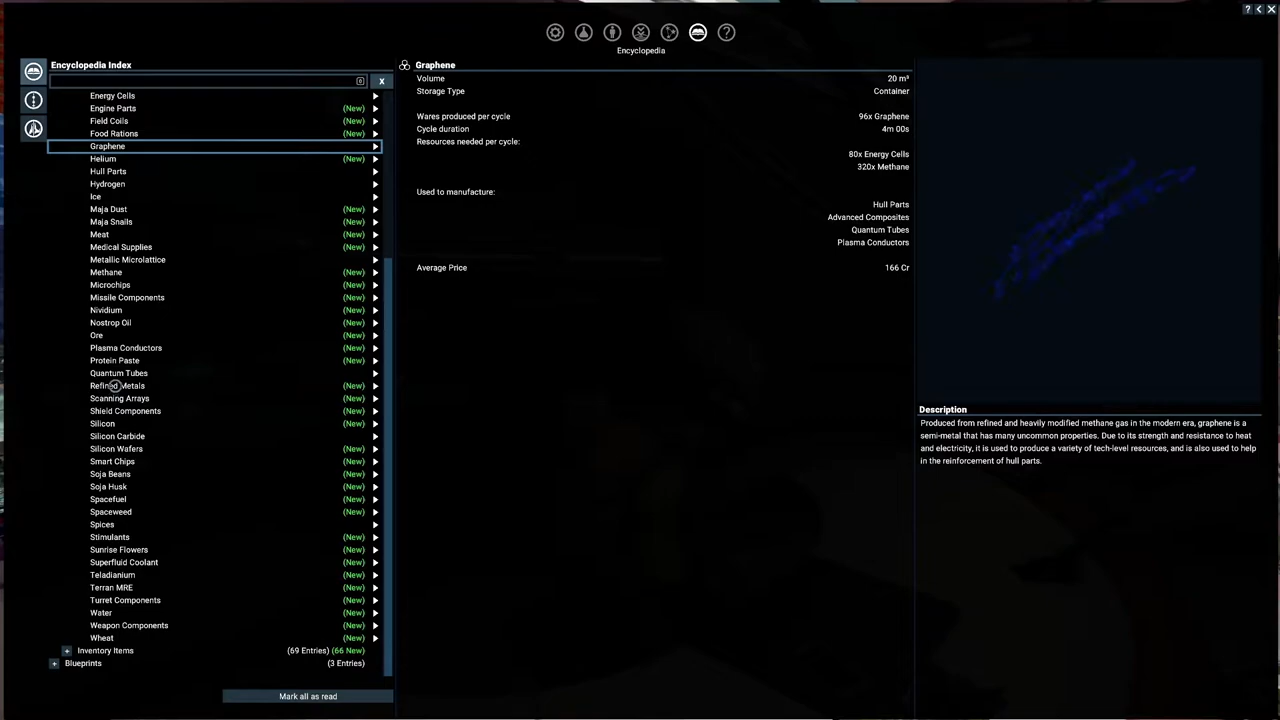 Encyclopedia
Encyclopedia Index
X
Energy Cells
Engine Parts (New)
Field Coils (New)
Food Rations (New)
Graphene
Helium (New)
Hull Parts
Hydrogen
Ice
Maja Dust (New)
Maja Snails (New)
Meat (New)
Medical Supplies (New)
Metallic Microlattice
Methane (New)
Microchips (New)
Missile Components (New)
Nividium (New)
Nostrop Oil (New)
Ore (New)
Plasma Conductors (New)
Protein Paste (New)
Quantum Tubes
Refined Metals (New)
Scanning Arrays (New)
Shield Components (New)
Silicon (New)
Silicon Carbide
Silicon Wafers (New)
Smart Chips (New)
Soja Beans (New)
Soja Husk (New)
Spacefuel (New)
Spaceweed (New)
Spices
Stimulants (New)
Sunrise Flowers (New)
Superfluid Coolant (New)
Teladianium (New)
Terran MRE (New)
Turret Components (New)
Water (New)
Weapon Components (New)
Wheat (New)
+ Inventory Items (69 Entries) (66 New)
+ Blueprints (3 Entries)
Mark all as read
Graphene
Volume 20 m³
Storage Type Container
Wares produced per cycle 96x Graphene
Cycle duration 4m 00s
Resources needed per cycle:
80x Energy Cells
320x Methane
Used to manufacture:
Hull Parts
Advanced Composites
Quantum Tubes
Plasma Conductors
Average Price 166 Cr
Description
Produced from refined and heavily modified methane gas in the modern era, graphene is a
semi-metal that has many uncommon properties. Due to its strength and resistance to heat
and electricity, it is used to produce a variety of tech-level resources, and is also used to help
in the reinforcement of hull parts.